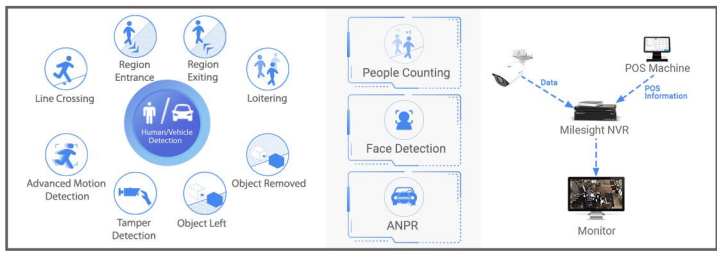 Region
Entrance
Region
Exiting
Line Crossing
Loitering
Human/Vehicle
Detection
Advanced Motion
Detection
Object Removed
Tamper
Detection
Object Left
People Counting
Face Detection
ANPR
Data
POS Machine
POS
Information
Milesight NVR
Monitor